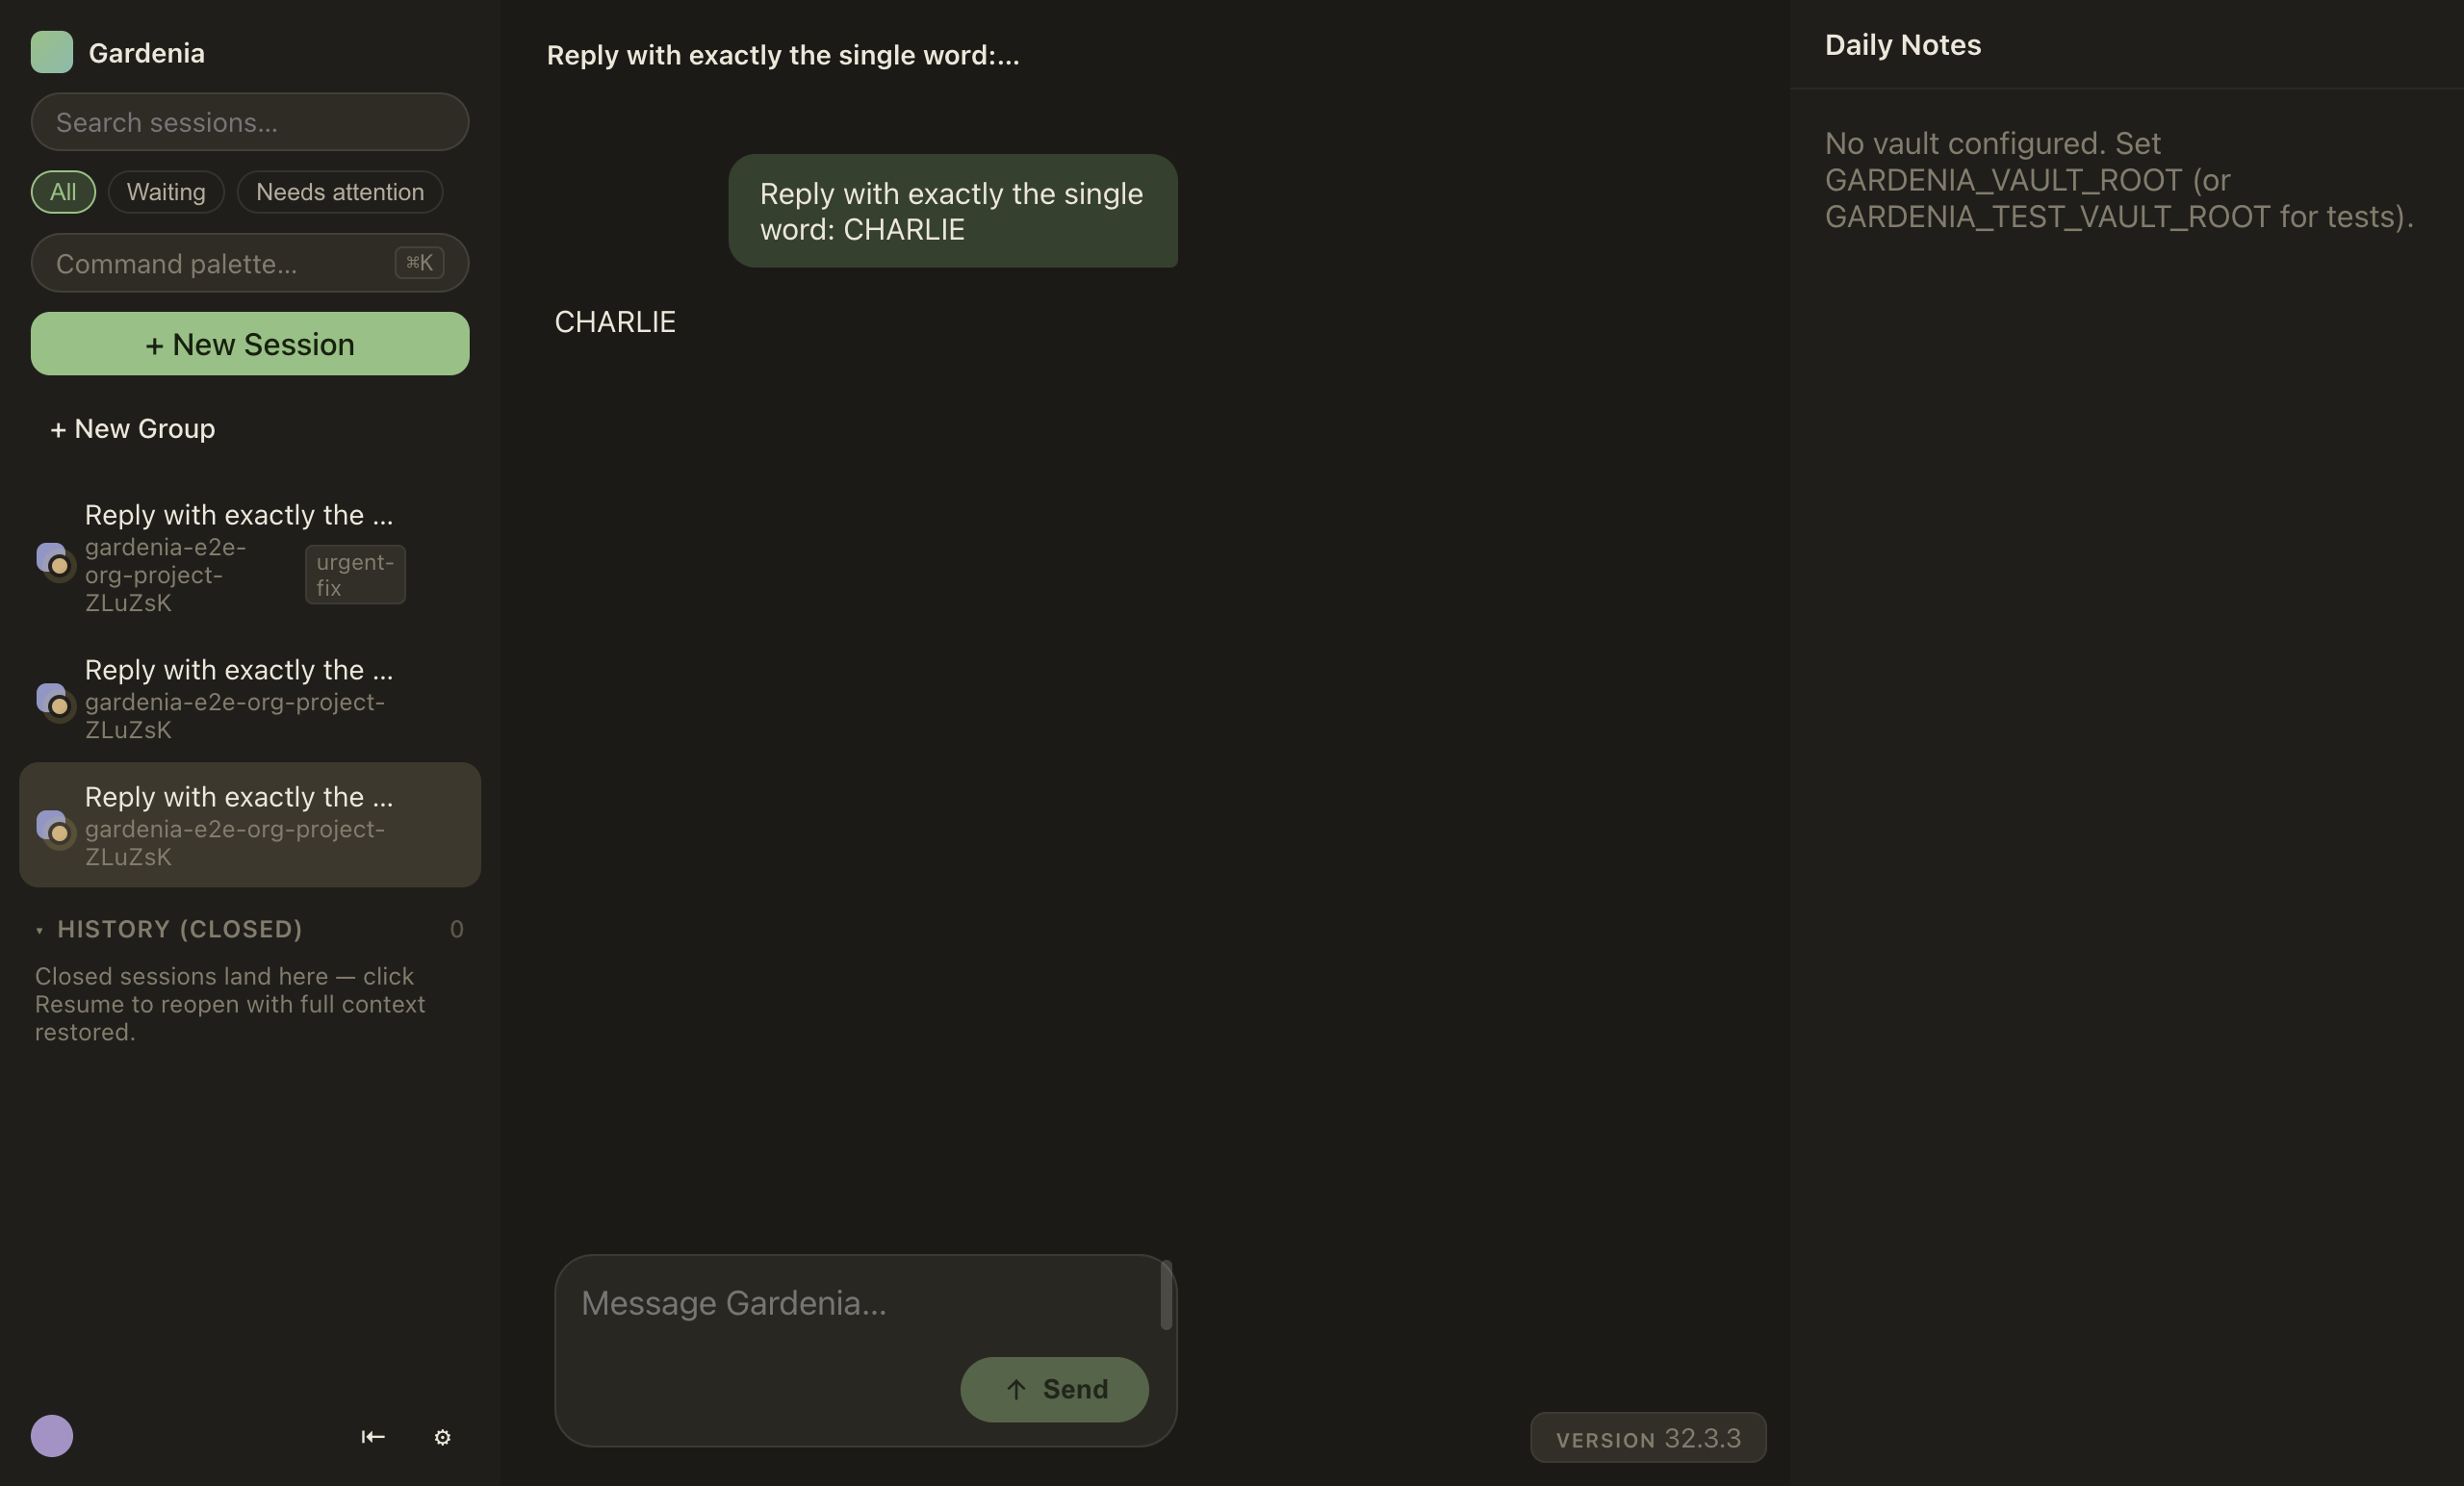 Gardenia
Search sessions...
All
Waiting
Needs attention
Command palette...
⌘K
+ New Session
+ New Group
Reply with exactly the ...
gardenia-e2e-
org-project-
ZLuZsK
urgent-
fix
Reply with exactly the ...
gardenia-e2e-org-project-
ZLuZsK
Reply with exactly the ...
gardenia-e2e-org-project-
ZLuZsK
HISTORY (CLOSED)
0
Closed sessions land here — click
Resume to reopen with full context
restored.
Reply with exactly the single word:...
Reply with exactly the single
word: CHARLIE
CHARLIE
Message Gardenia...
↑ Send
VERSION 32.3.3
Daily Notes
No vault configured. Set
GARDENIA_VAULT_ROOT (or
GARDENIA_TEST_VAULT_ROOT for tests).